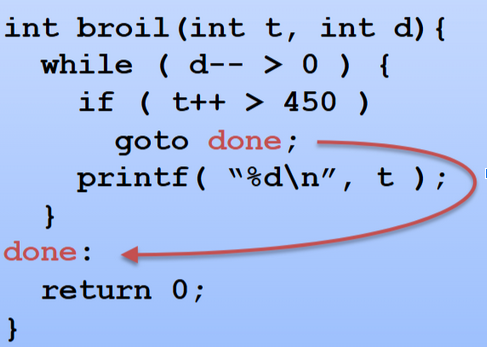 int broil(int t, int d){
while ( d-- > 0 ) {
if ( t++ > 450 )
goto done;
printf( “%d\n”, t );
}
done:
return 0;
}